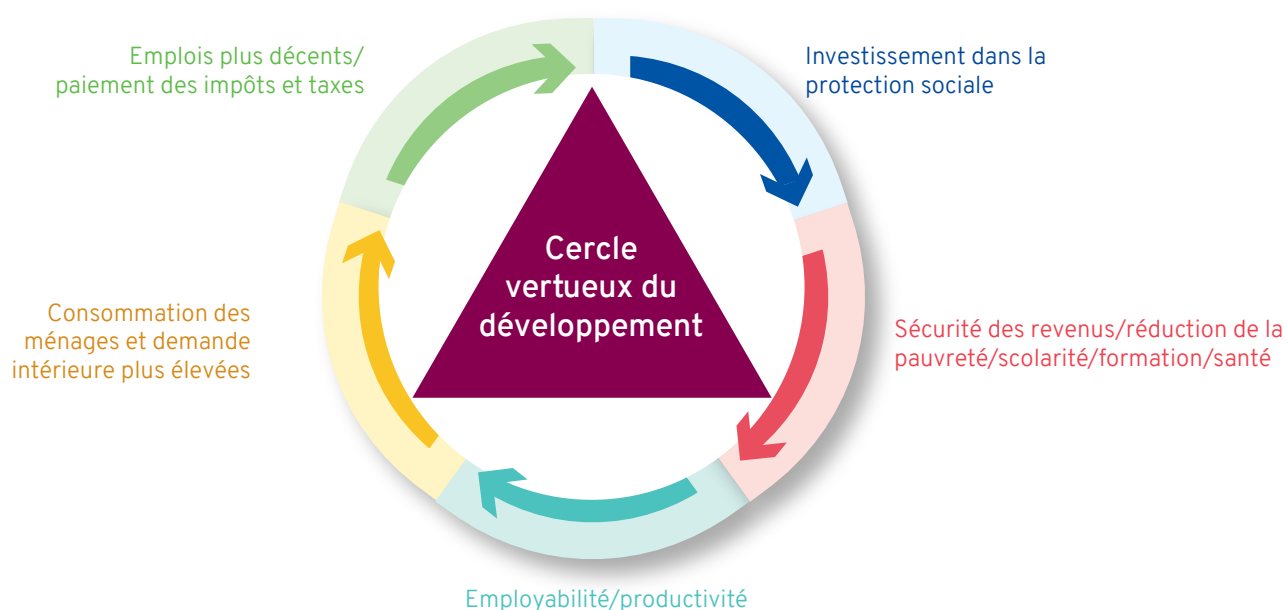 Emplois plus décents/
paiement des impôts et taxes
Investissement dans la
protection sociale
Cercle
vertueux du
développement
Consommation des
ménages et demande
intérieure plus élevées
Sécurité des revenus/réduction de la
pauvreté/scolarité/formation/santé
Employabilité/productivité